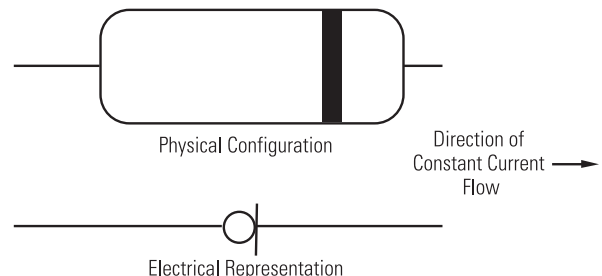 Physical Configuration
Direction of
Constant Current
Flow
Electrical Representation